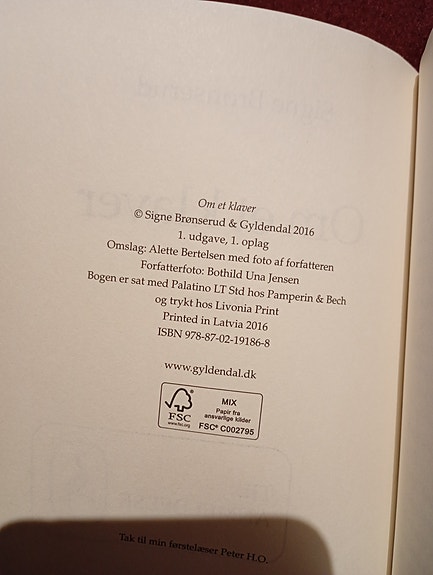 Om et klaver
© Signe Brønserud & Gyldendal 2016
1. udgave, 1. oplag
Omslag: Alette Bertelsen med foto af forfatteren
Forfatterfoto: Bothild Una Jensen
Bogen er sat med Palatino LT Std hos Pamperin & Bech
og trykt hos Livonia Print
Printed in Latvia 2016
ISBN 978-87-02-19186-8
www.gyldendal.dk
FSC
www.fsc.org
MIX
Papir fra
ansvarlige kilder
FSC® C002795
Tak til min førstelæser Peter H.O.